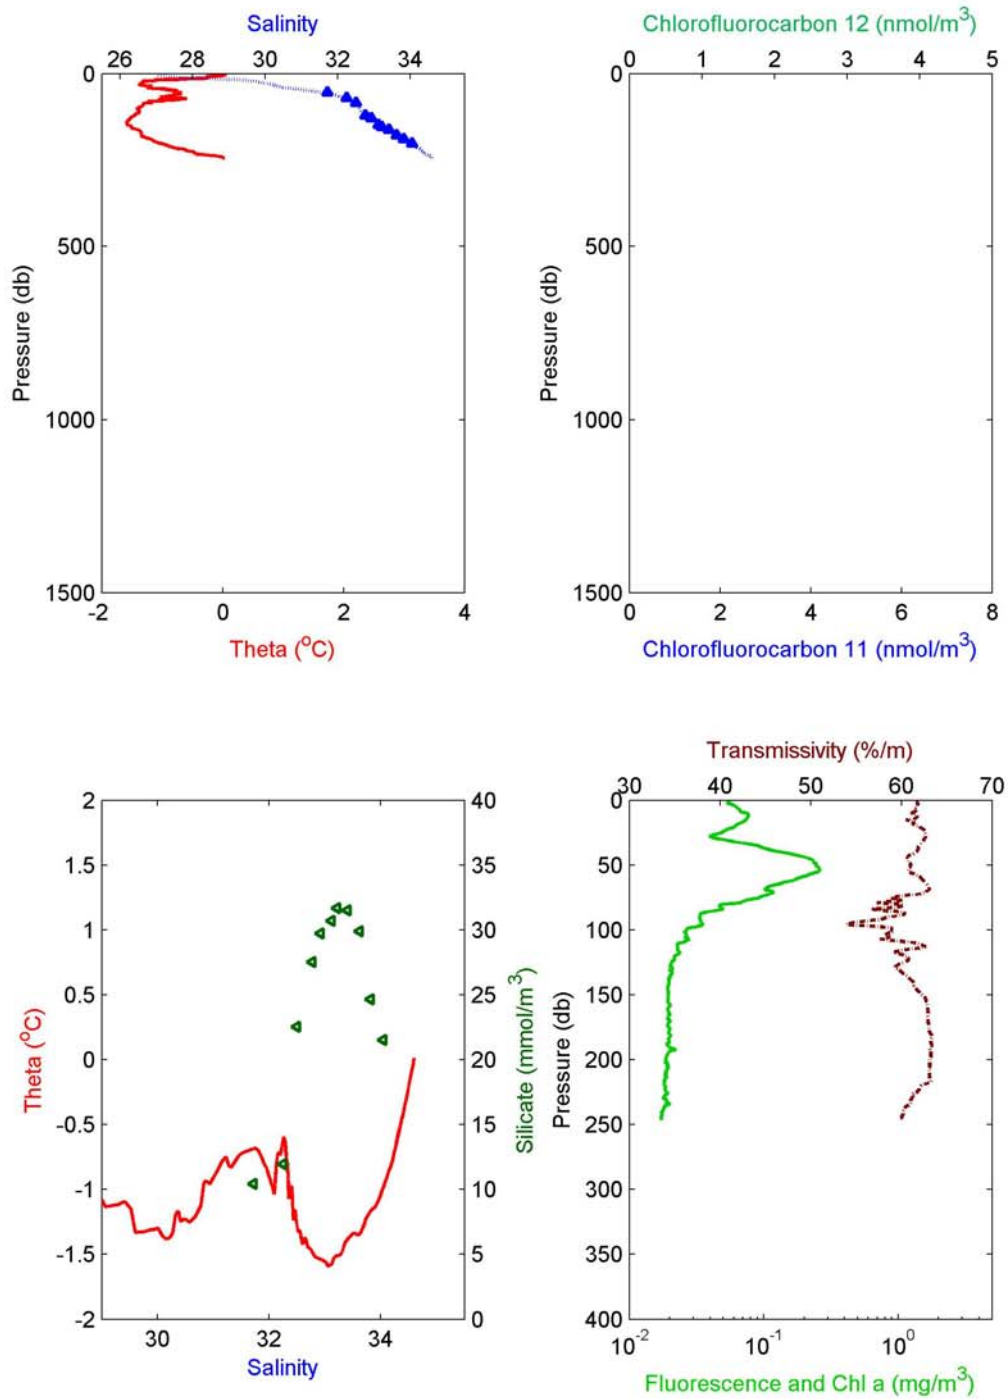 Salinity
26 28 30 32 34
0
500
1000
1500
Pressure (db)
-2 0 2 4
Theta (°C)
Chlorofluorocarbon 12 (nmol/m³)
0 1 2 3 4 5
0
500
1000
1500
Pressure (db)
0 2 4 6 8
Chlorofluorocarbon 11 (nmol/m³)
2
1.5
1
0.5
0
-0.5
-1
-1.5
-2
Theta (°C)
40
35
30
25
20
15
10
5
0
Silicate (mmol/m³)
30 32 34
Salinity
Transmissivity (%/m)
30 40 50 60 70
0
50
100
150
200
250
300
350
400
Pressure (db)
10⁻² 10⁻¹ 10⁰
Fluorescence and Chl a (mg/m³)